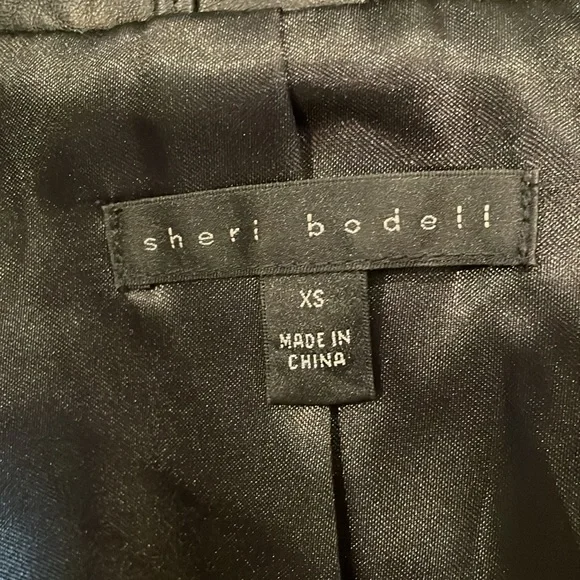 sheri bodell
XS
MADE IN
CHINA